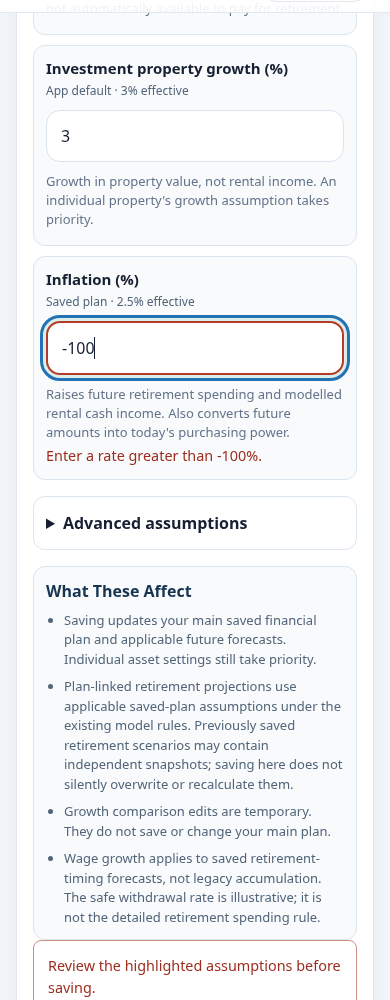 not automatically available to pay for retirement.
Investment property growth (%)
App default · 3% effective
3
Growth in property value, not rental income. An
individual property's growth assumption takes
priority.
Inflation (%)
Saved plan · 2.5% effective
-100
Raises future retirement spending and modelled
rental cash income. Also converts future
amounts into today's purchasing power.
Enter a rate greater than -100%.
Advanced assumptions
What These Affect
• Saving updates your main saved financial
plan and applicable future forecasts.
Individual asset settings still take priority.
• Plan-linked retirement projections use
applicable saved-plan assumptions under the
existing model rules. Previously saved
retirement scenarios may contain
independent snapshots; saving here does not
silently overwrite or recalculate them.
• Growth comparison edits are temporary.
They do not save or change your main plan.
• Wage growth applies to saved retirement-
timing forecasts, not legacy accumulation.
The safe withdrawal rate is illustrative; it is
not the detailed retirement spending rule.
Review the highlighted assumptions before
saving.